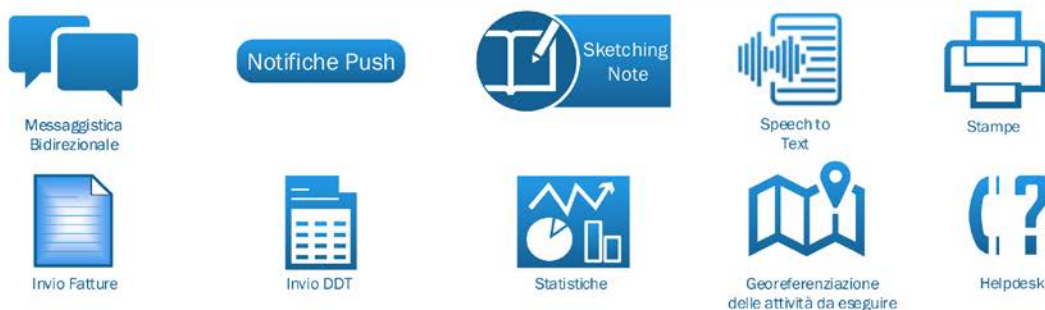 Messaggistica
Bidirezionale
Notifiche Push
Sketching
Note
Speech to
Text
Stampe
Invio Fatture
Invio DDT
Statistiche
Georeferenziazione
delle attività da eseguire
Helpdesk